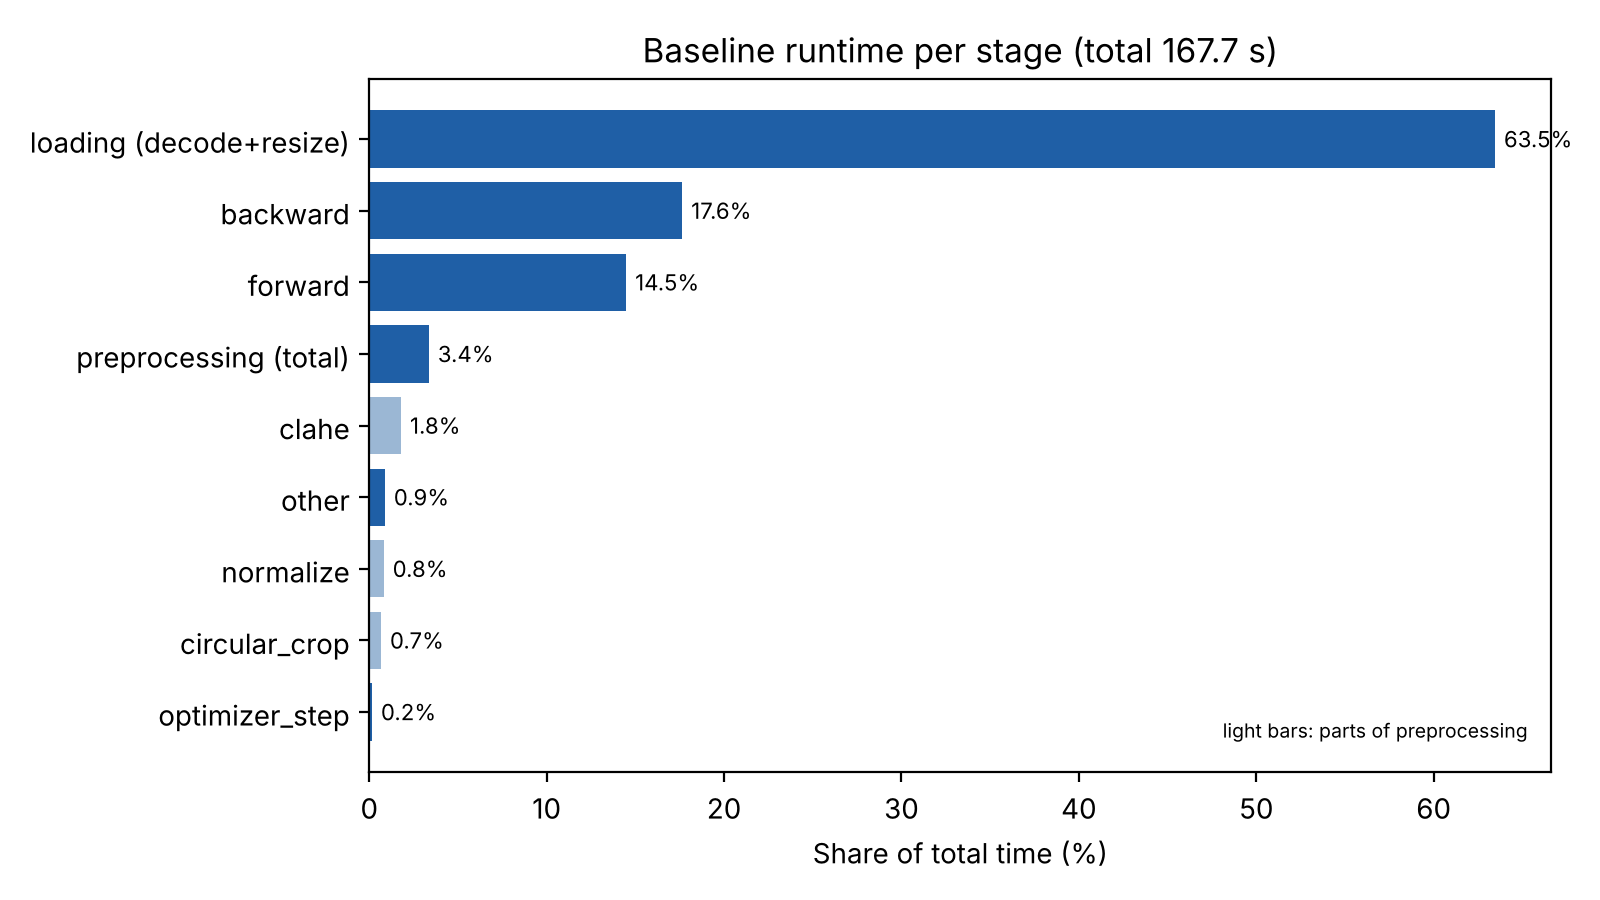 Baseline runtime per stage (total 167.7 s)
loading (decode+resize) 63.5%
backward 17.6%
forward 14.5%
preprocessing (total) 3.4%
clahe 1.8%
other 0.9%
normalize 0.8%
circular_crop 0.7%
optimizer_step 0.2%
light bars: parts of preprocessing
0 10 20 30 40 50 60
Share of total time (%)